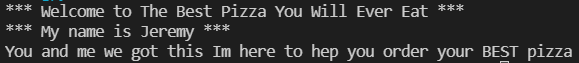 *** Welcome to The Best Pizza You Will Ever Eat ***
*** My name is Jeremy ***
You and me we got this Im here to hep you order your BEST pizza